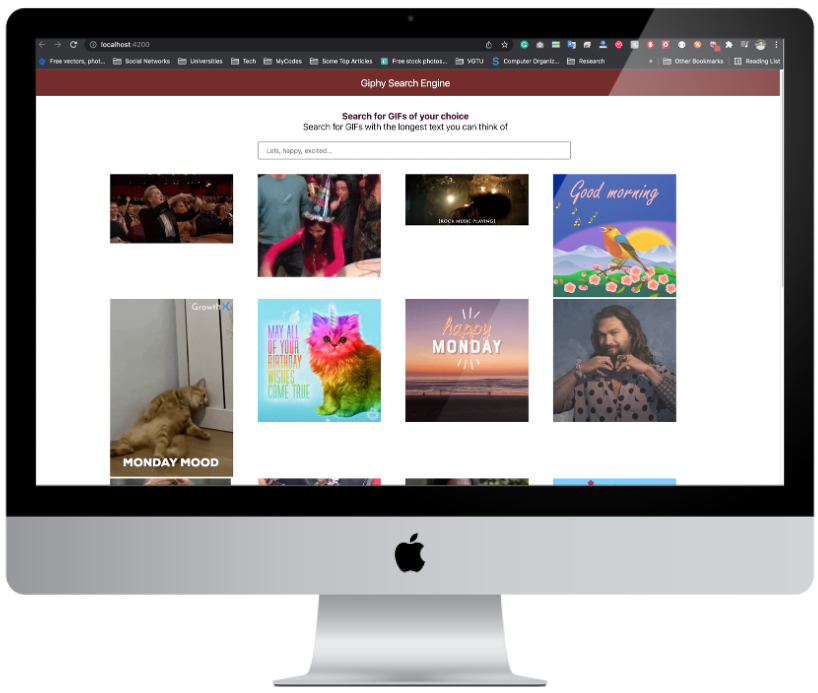 localhost:4200
Free vectors, phot... Social Networks Universities Tech MyCodes Some Top Articles Free stock photos... VGTU Computer Organiz... Research » Other Bookmarks Reading List
Giphy Search Engine
Search for GIFs of your choice
Search for GIFs with the longest text you can think of
Lels, happy, excited...
[ROCK MUSIC PLAYING]
Good morning
GrowthX
MAY ALL
OF YOUR
BIRTHDAY
WISHES
COME TRUE
happy
MONDAY
MONDAY MOOD